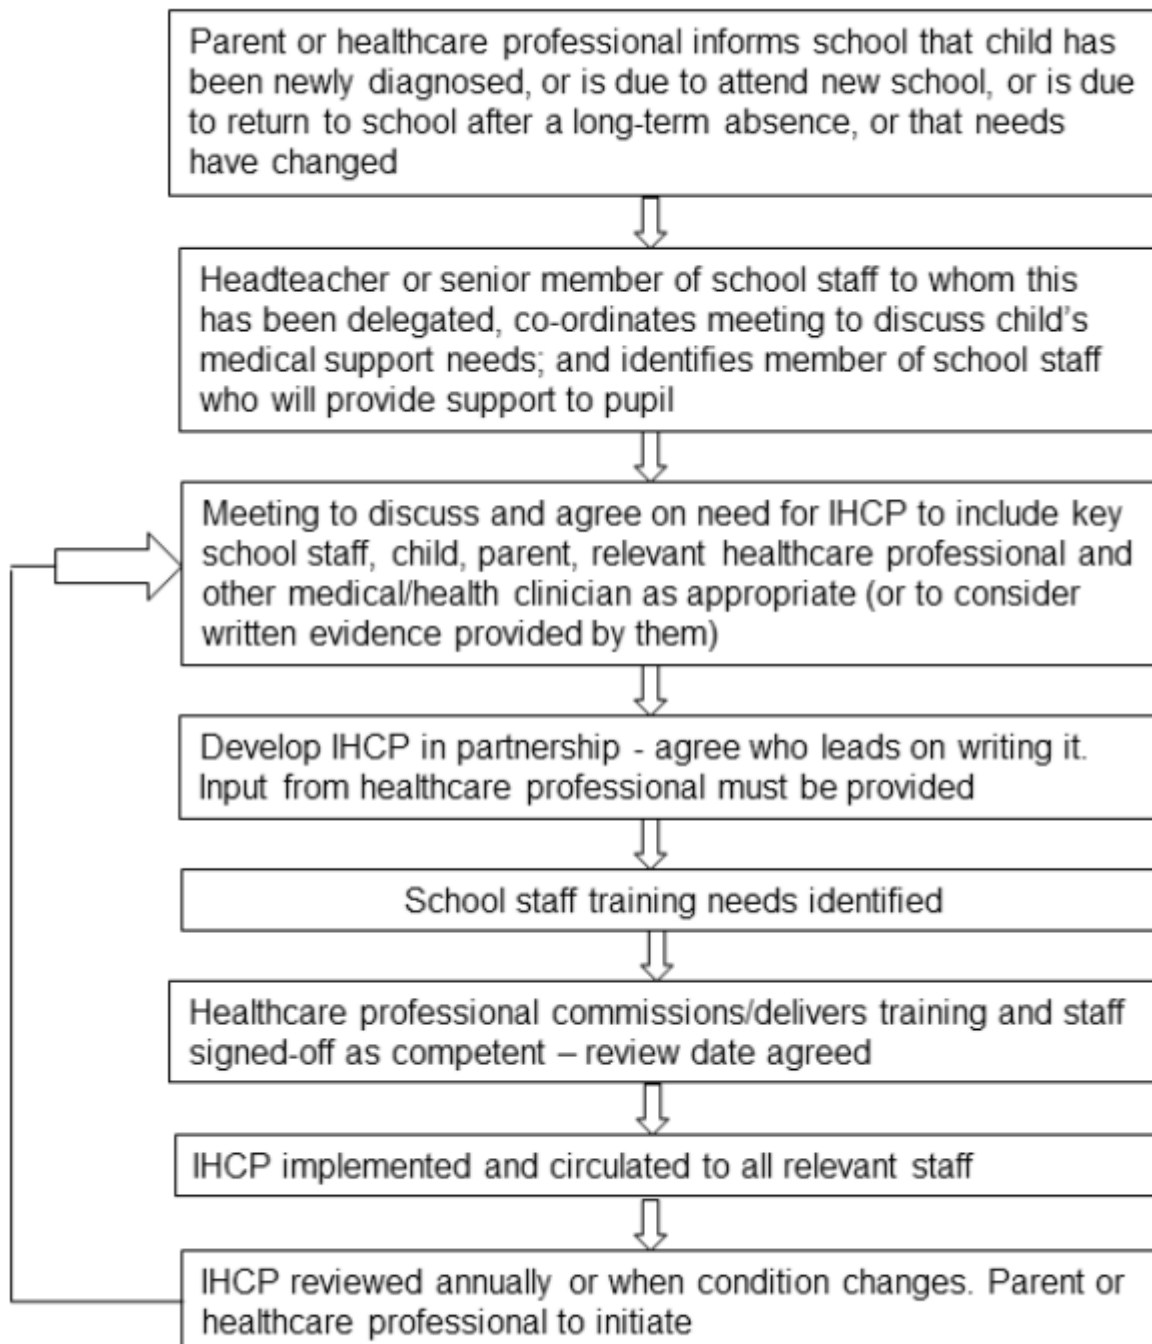 Parent or healthcare professional informs school that child has
been newly diagnosed, or is due to attend new school, or is due
to return to school after a long-term absence, or that needs
have changed
Headteacher or senior member of school staff to whom this
has been delegated, co-ordinates meeting to discuss child's
medical support needs; and identifies member of school staff
who will provide support to pupil
Meeting to discuss and agree on need for IHCP to include key
school staff, child, parent, relevant healthcare professional and
other medical/health clinician as appropriate (or to consider
written evidence provided by them)
Develop IHCP in partnership - agree who leads on writing it.
Input from healthcare professional must be provided
School staff training needs identified
Healthcare professional commissions/delivers training and staff
signed-off as competent – review date agreed
IHCP implemented and circulated to all relevant staff
IHCP reviewed annually or when condition changes. Parent or
healthcare professional to initiate